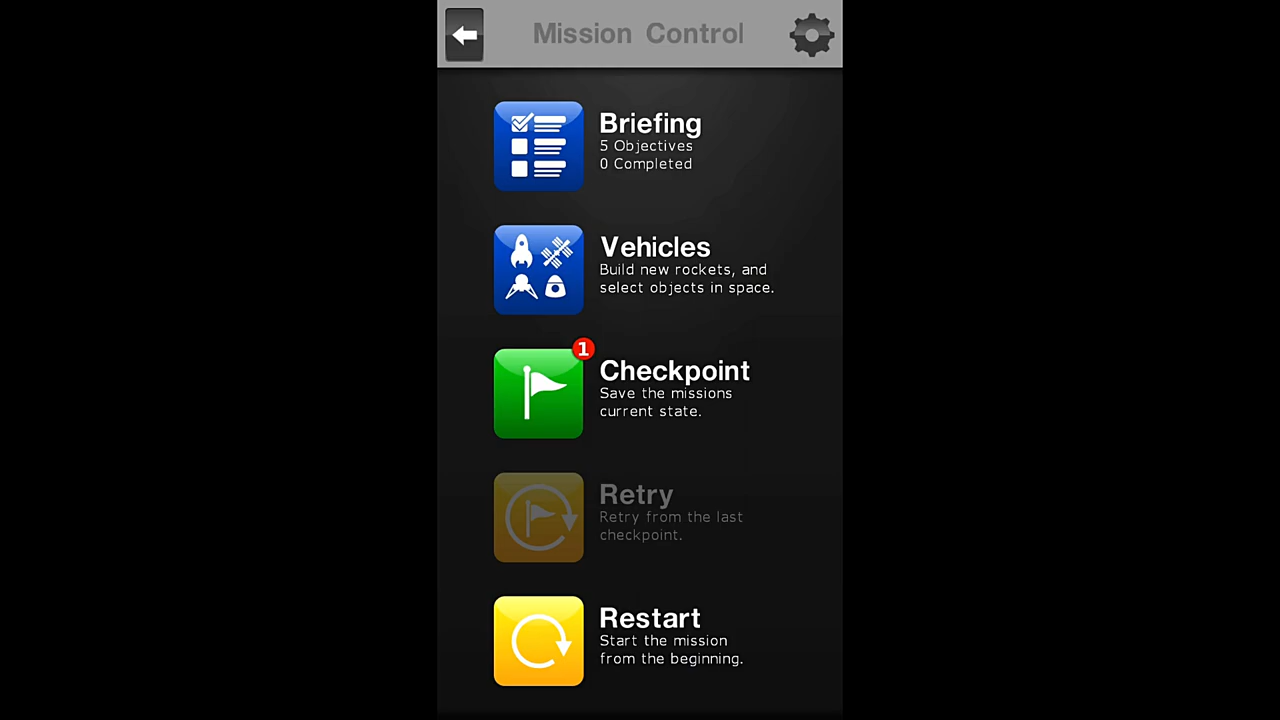 Mission Control
Briefing
5 Objectives
0 Completed
Vehicles
Build new rockets, and
select objects in space.
1
Checkpoint
Save the missions
current state.
Retry
Retry from the last
checkpoint.
Restart
Start the mission
from the beginning.